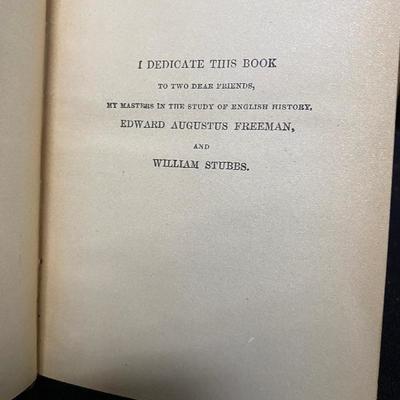 I DEDICATE THIS BOOK
TO TWO DEAR FRIENDS,
MY MASTERS IN THE STUDY OF ENGLISH HISTORY,
EDWARD AUGUSTUS FREEMAN,
AND
WILLIAM STUBBS.